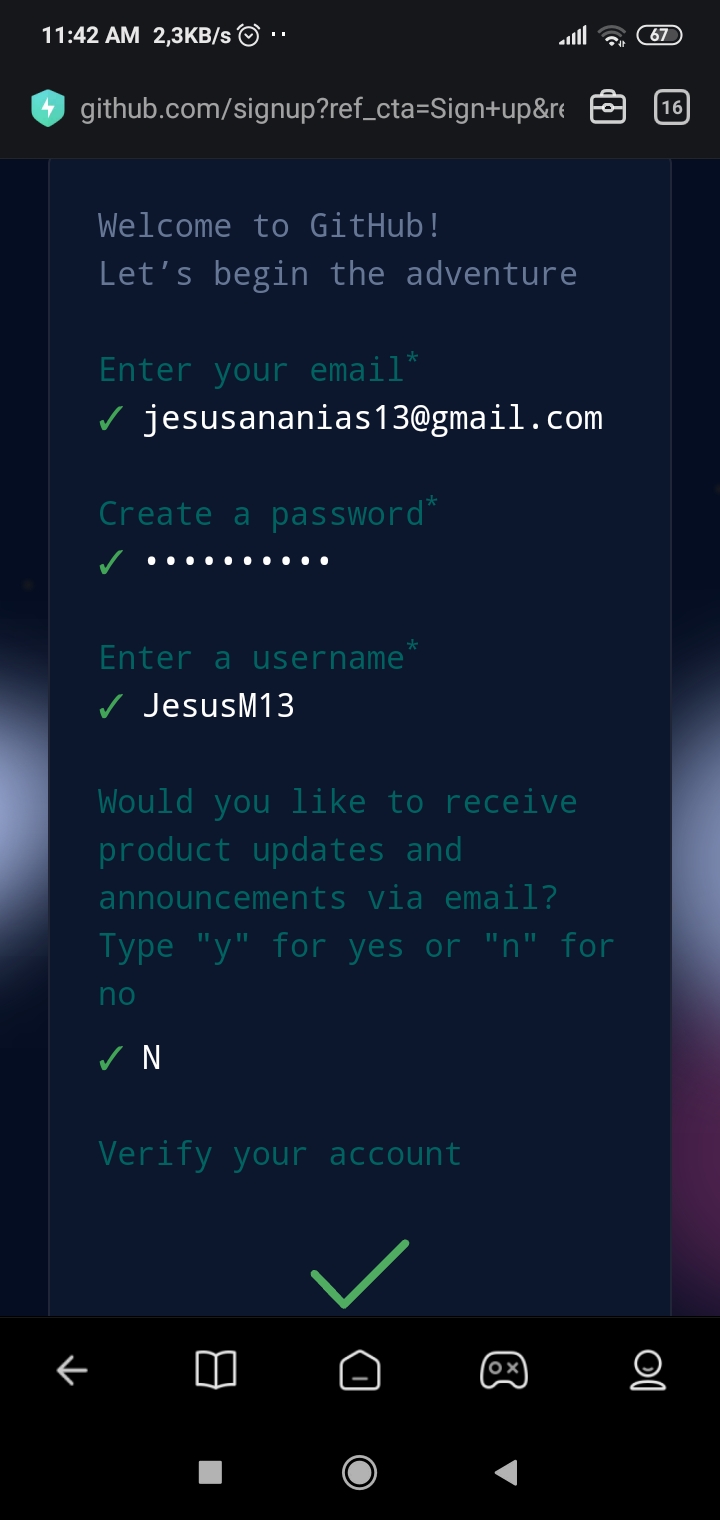 11:42 AM 2,3KB/s 67
github.com/signup?ref_cta=Sign+up&re 16
Welcome to GitHub!
Let’s begin the adventure
Enter your email*
✓ jesusananias13@gmail.com
Create a password*
✓ ••••••••••
Enter a username*
✓ JesusM13
Would you like to receive
product updates and
announcements via email?
Type "y" for yes or "n" for
no
✓ N
Verify your account